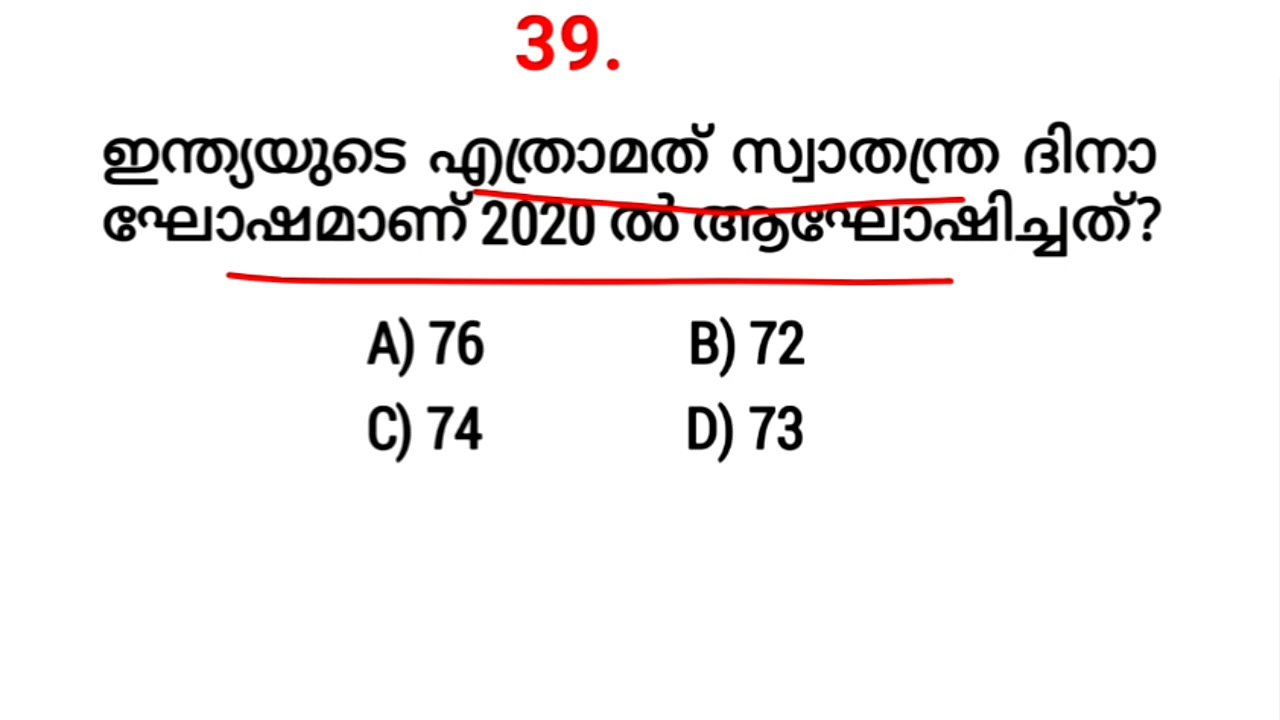 39.
ഇന്ത്യയുടെ എത്രാമത് സ്വാതന്ത്ര ദിനാ
ഘോഷമാണ് 2020 ൽ ആഘോഷിച്ചത്?
A) 76 B) 72
C) 74 D) 73